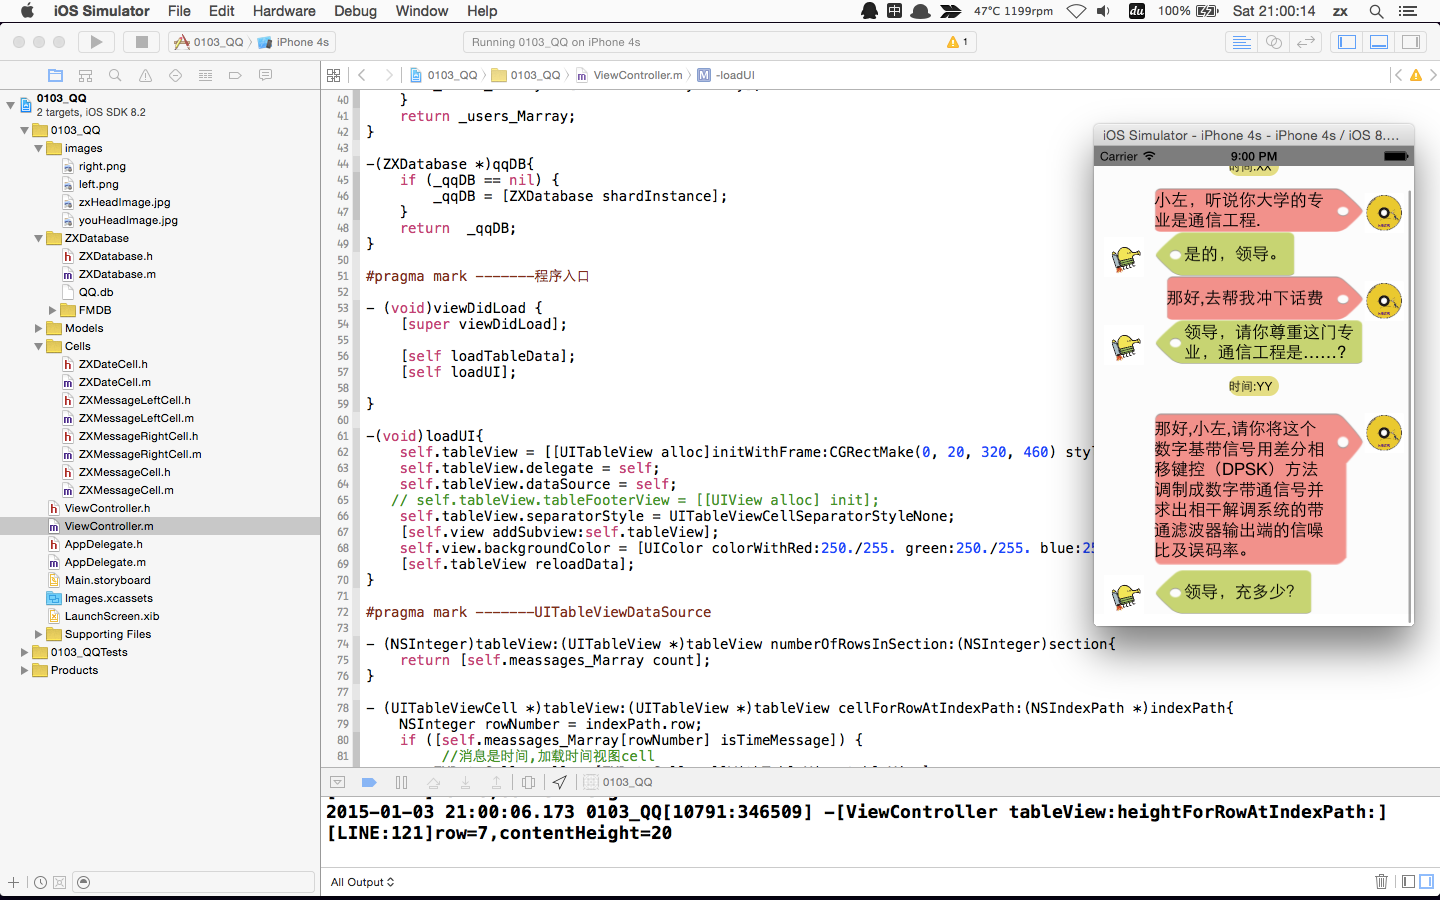 iOS Simulator File Edit Hardware Debug Window Help
中 47°C 1199rpm du 100% Sat 21:00:14 zx
0103_QQ iPhone 4s
Running 0103_QQ on iPhone 4s
1
0103_QQ 0103_QQ ViewController.m M -loadUI
0103_QQ
2 targets, iOS SDK 8.2
0103_QQ
images
right.png
left.png
zxHeadImage.jpg
youHeadImage.jpg
ZXDatabase
ZXDatabase.h
ZXDatabase.m
QQ.db
FMDB
Models
Cells
ZXDateCell.h
ZXDateCell.m
ZXMessageLeftCell.h
ZXMessageLeftCell.m
ZXMessageRightCell.h
ZXMessageRightCell.m
ZXMessageCell.h
ZXMessageCell.m
ViewController.h
ViewController.m
AppDelegate.h
AppDelegate.m
Main.storyboard
Images.xcassets
LaunchScreen.xib
Supporting Files
0103_QQTests
Products
40 }
41 return _users_Marray;
42 }
43
44 -(ZXDatabase *)qqDB{
45 if (_qqDB == nil) {
46 _qqDB = [ZXDatabase shardInstance];
47 }
48 return _qqDB;
49 }
50
51 #pragma mark -------程序入口
52
53 - (void)viewDidLoad {
54 [super viewDidLoad];
55
56 [self loadTableData];
57 [self loadUI];
58
59 }
60
61 -(void)loadUI{
62 self.tableView = [[UITableView alloc]initWithFrame:CGRectMake(0, 20, 320, 460) styl
63 self.tableView.delegate = self;
64 self.tableView.dataSource = self;
65 // self.tableView.tableFooterView = [[UIView alloc] init];
66 self.tableView.separatorStyle = UITableViewCellSeparatorStyleNone;
67 [self.view addSubview:self.tableView];
68 self.view.backgroundColor = [UIColor colorWithRed:250./255. green:250./255. blue:25
69 [self.tableView reloadData];
70 }
71
72 #pragma mark -------UITableViewDataSource
73
74 - (NSInteger)tableView:(UITableView *)tableView numberOfRowsInSection:(NSInteger)section{
75 return [self.meassages_Marray count];
76 }
77
78 - (UITableViewCell *)tableView:(UITableView *)tableView cellForRowAtIndexPath:(NSIndexPath *)indexPath{
79 NSInteger rowNumber = indexPath.row;
80 if ([self.meassages_Marray[rowNumber] isTimeMessage]) {
81 //消息是时间,加载时间视图cell
iOS Simulator - iPhone 4s - iPhone 4s / iOS 8....
Carrier 9:00 PM
时间:XX
小左，听说你大学的专
业是通信工程.
是的，领导。
那好,去帮我冲下话费
领导，请你尊重这门专
业，通信工程是……?
时间:YY
那好,小左,请你将这个
数字基带信号用差分相
移键控（DPSK）方法
调制成数字带通信号并
求出相干解调系统的带
通滤波器输出端的信噪
比及误码率。
领导，充多少?
0103_QQ
2015-01-03 21:00:06.173 0103_QQ[10791:346509] -[ViewController tableView:heightForRowAtIndexPath:]
[LINE:121]row=7,contentHeight=20
All Output